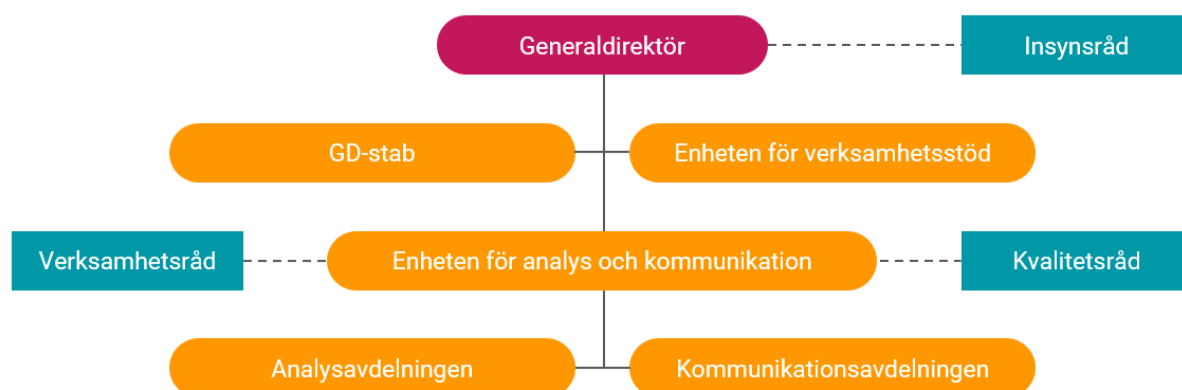 Generaldirektör
Insynsråd
GD-stab
Enheten för verksamhetsstöd
Verksamhetsråd
Enheten för analys och kommunikation
Kvalitetsråd
Analysavdelningen
Kommunikationsavdelningen